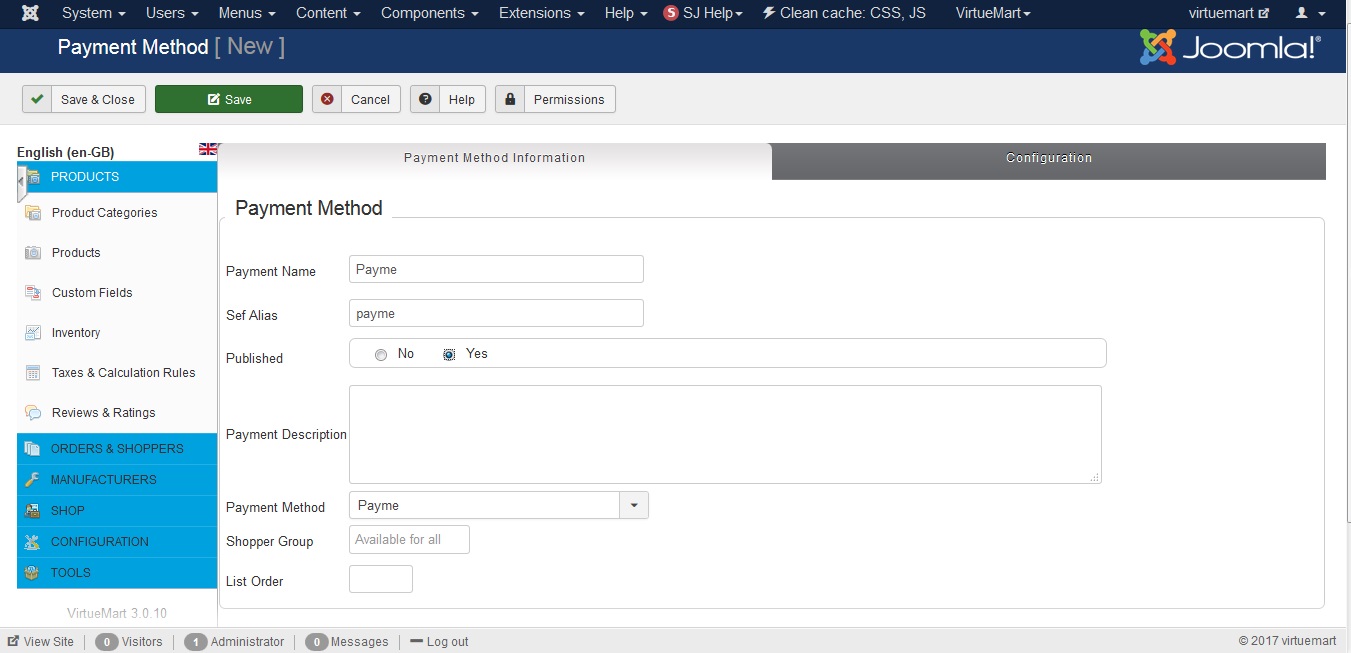 System Users Menus Content Components Extensions Help S SJ Help Clean cache: CSS, JS VirtueMart virtuemart
Payment Method [ New ]
Joomla!®
Save & Close Save Cancel ? Help Permissions
English (en-GB)
Payment Method Information Configuration
PRODUCTS
Product Categories
Products
Custom Fields
Inventory
Taxes & Calculation Rules
Reviews & Ratings
ORDERS & SHOPPERS
MANUFACTURERS
SHOP
CONFIGURATION
TOOLS
VirtueMart 3.0.10
Payment Method
Payment Name Payme
Sef Alias payme
Published No Yes
Payment Description
Payment Method Payme
Shopper Group Available for all
List Order
View Site 0 Visitors 1 Administrator 0 Messages Log out © 2017 virtuemart